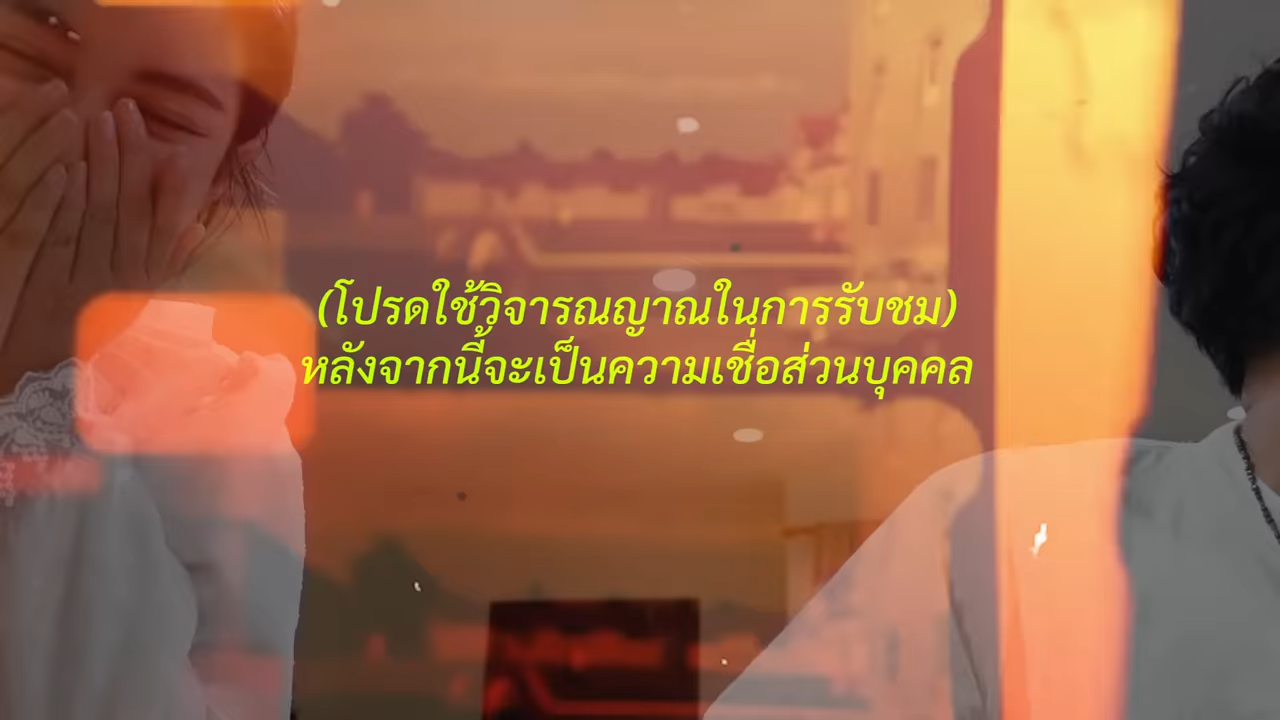 (โปรดใช้วิจารณญาณในการรับชม)
หลังจากนี้จะเป็นความเชื่อส่วนบุคคล